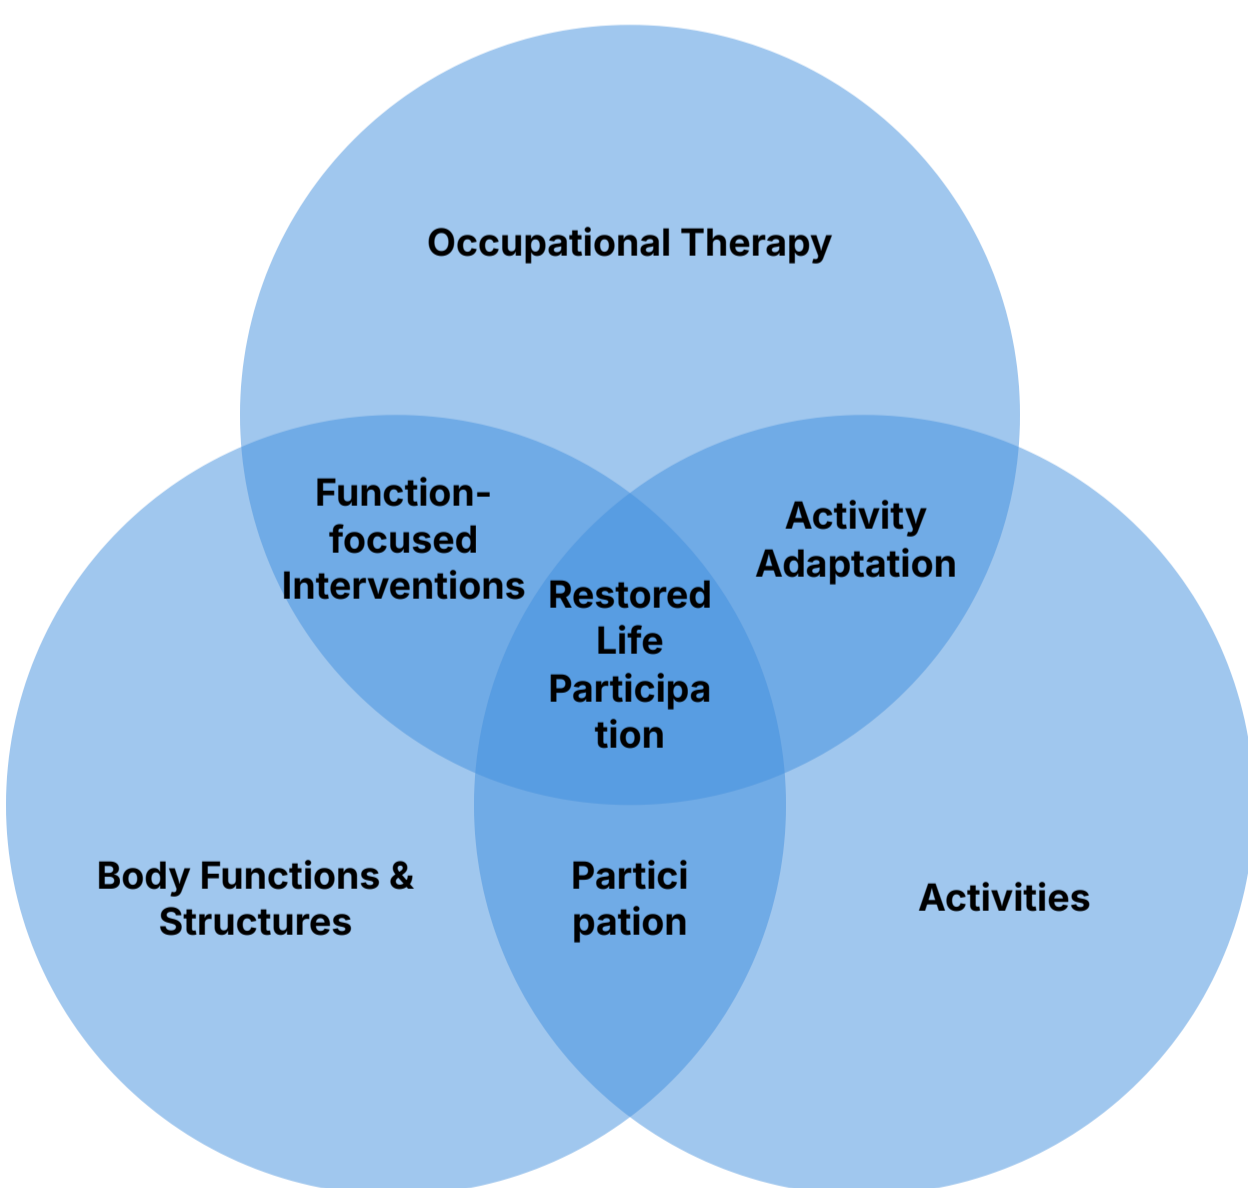 Occupational Therapy
Function-
focused
Interventions
Activity
Adaptation
Restored
Life
Participa
tion
Body Functions &
Structures
Partici
pation
Activities